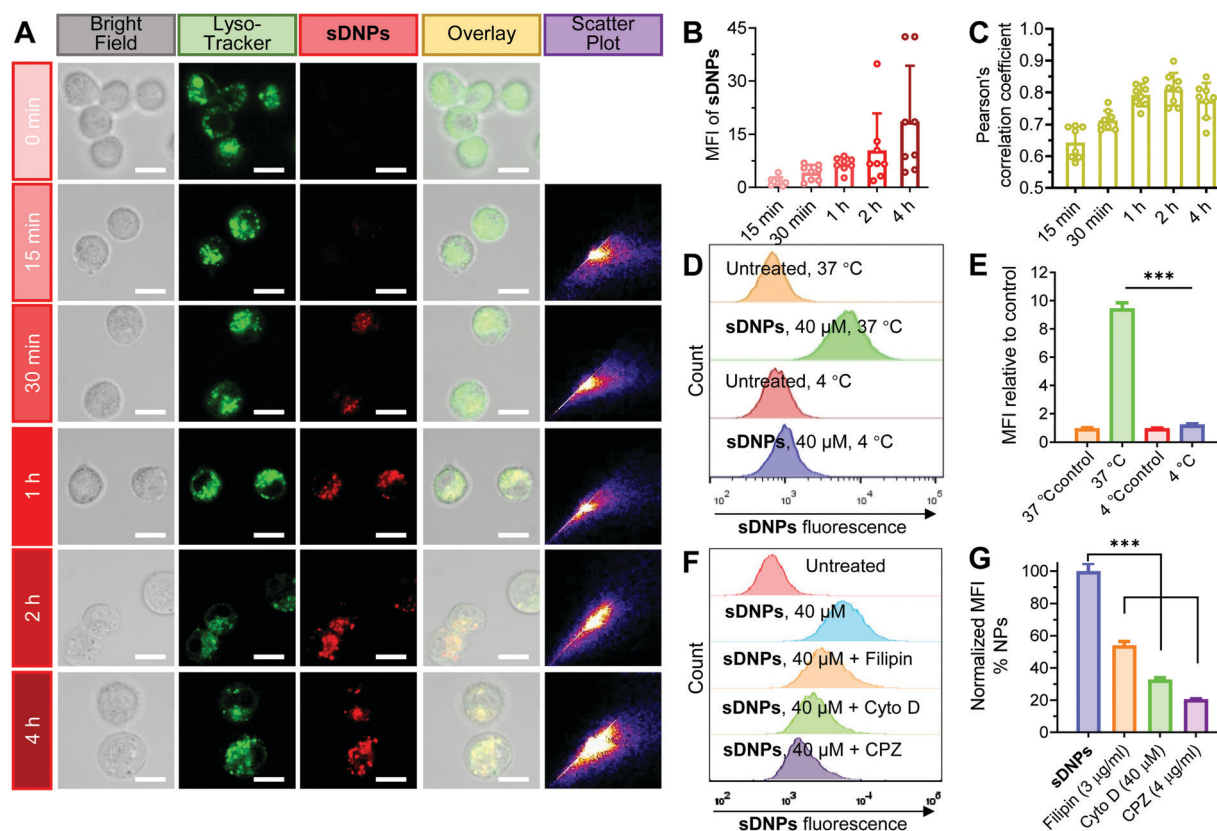 A
Bright
Field
Lyso-
Tracker
sDNPs
Overlay
Scatter
Plot
0 min
15 min
30 min
1 h
2 h
4 h
B
MFI of sDNPs
45
30
15
0
15 min
30 miin
1 h
2 h
4 h
C
Pearson's
correlation coefficient
1.0
0.9
0.8
0.7
0.6
0.5
15 min
30 miin
1 h
2 h
4 h
D
Untreated, 37 °C
sDNPs, 40 µM, 37 °C
Untreated, 4 °C
sDNPs, 40 µM, 4 °C
Count
10² 10³ 10⁴ 10⁵
sDNPs fluorescence
E
MFI relative to control
12
10
8
6
4
2
0
***
37 °C control
37 °C
4 °C control
4 °C
F
Untreated
sDNPs, 40 µM
sDNPs, 40 µM + Filipin
sDNPs, 40 µM + Cyto D
sDNPs, 40 µM + CPZ
Count
10² 10³ 10⁴ 10⁵
sDNPs fluorescence
G
Normalized MFI
% NPs
100
80
60
40
20
0
***
sDNPs
Filipin (3 µg/ml)
Cyto D (40 µM)
CPZ (4 µg/ml)